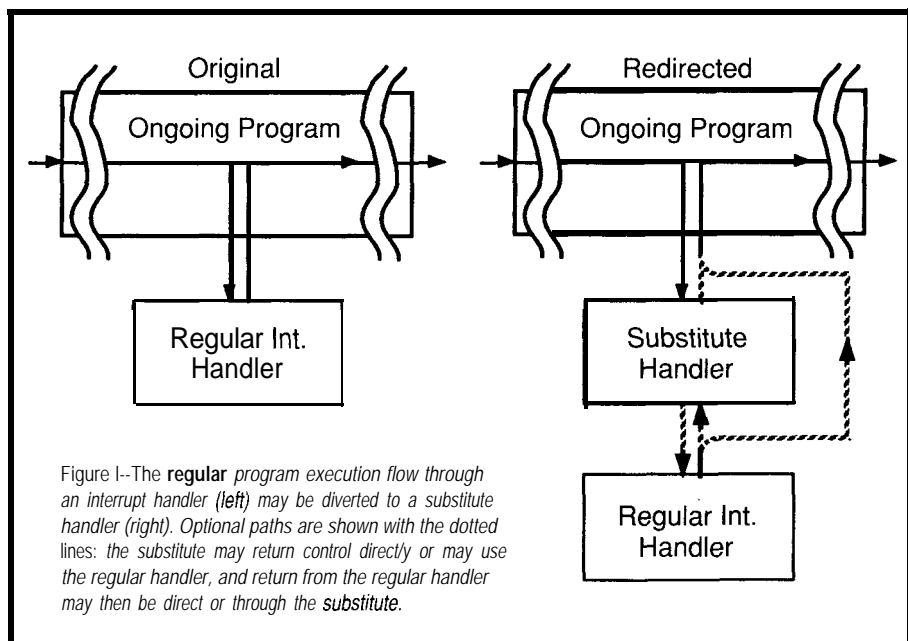 Original
Ongoing Program
Regular Int.
Handler
Redirected
Ongoing Program
Substitute
Handler
Regular Int.
Handler
Figure I--The regular program execution flow through
an interrupt handler (left) may be diverted to a substitute
handler (right). Optional paths are shown with the dotted
lines: the substitute may return control direct/y or may use
the regular handler, and return from the regular handler
may then be direct or through the substitute.